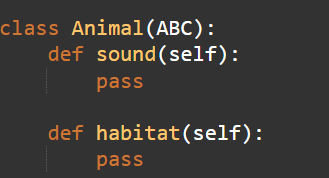 class Animal(ABC):
    def sound(self):
        pass

    def habitat(self):
        pass